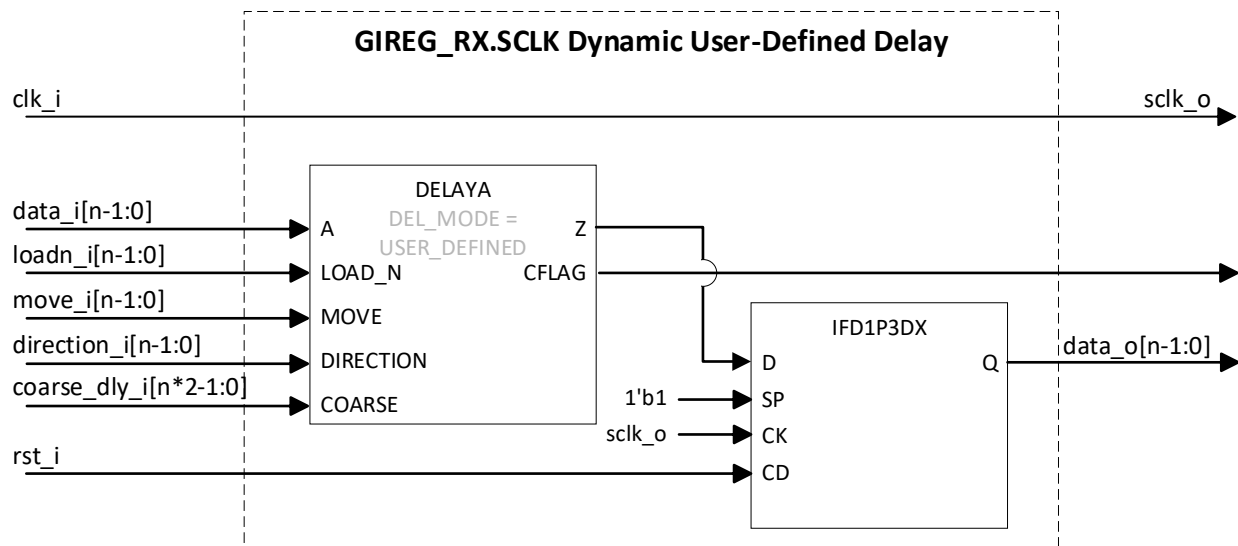 GIREG_RX.SCLK Dynamic User-Defined Delay
clk_i
sclk_o
DELAYA
DEL_MODE =
USER_DEFINED
data_i[n-1:0]
A
Z
loadn_i[n-1:0]
LOAD_N
CFLAG
move_i[n-1:0]
MOVE
IFD1P3DX
direction_i[n-1:0]
DIRECTION
D
Q
data_o[n-1:0]
coarse_dly_i[n*2-1:0]
COARSE
1'b1
SP
sclk_o
CK
rst_i
CD